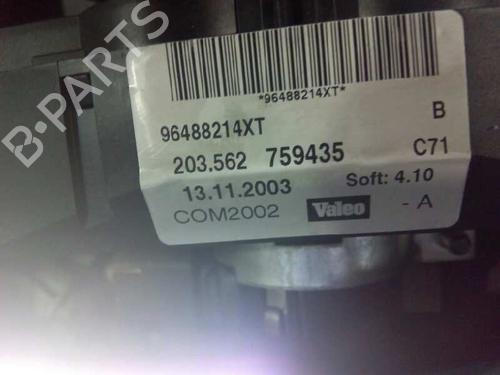 B-PARTS
*96488214XT*
96488214XT B
203.562 759435 C71
13.11.2003 Soft: 4.10
COM2002 Valeo - A